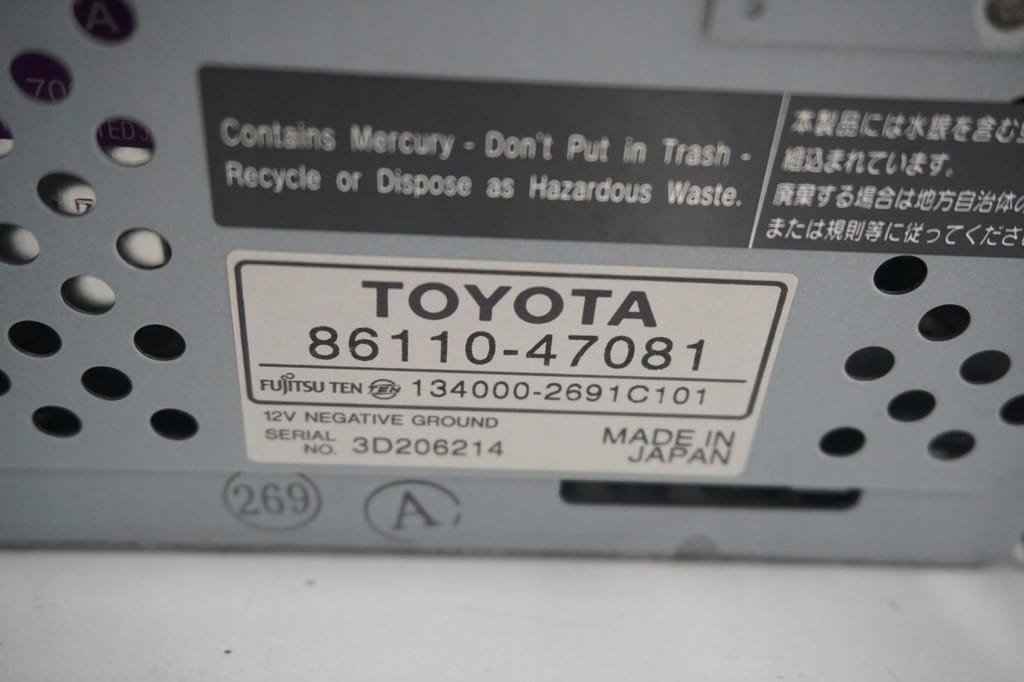 A
70
TED
Contains Mercury - Don't Put in Trash -
Recycle or Dispose as Hazardous Waste.
本製品には水銀を含む
組込まれています。
廃棄する場合は地方自治体の
または規則等に従ってくださ
TOYOTA
86110-47081
FUJITSU TEN TEN 134000-2691C101
12V NEGATIVE GROUND
SERIAL NO. 3D206214
MADE IN
JAPAN
269
A